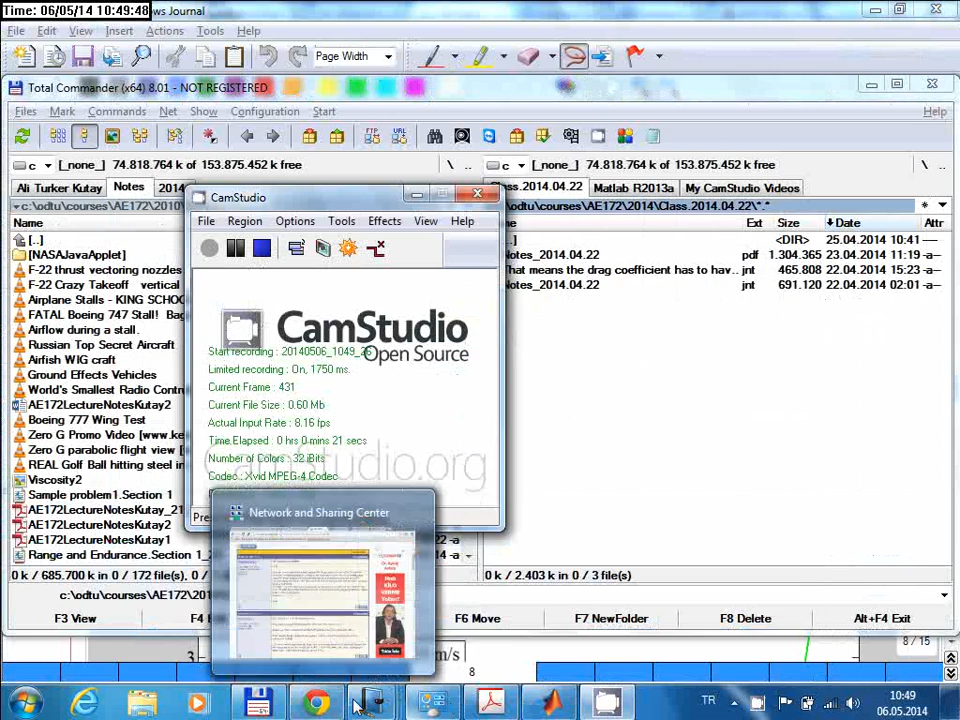 Time: 06/05/14 10:49:48
ws Journal
File Edit View Insert Actions Tools Help
Page Width
Total Commander (x64) 8.01 - NOT REGISTERED
Files Mark Commands Net Show Configuration Start Help
FTP URL
c [_none_] 74.818.764 k of 153.875.452 k free \ ..
c [_none_] 74.818.764 k of 153.875.452 k free \ ..
Ali Turker Kutay Notes 2014
Class.2014.04.22 Matlab R2013a My CamStudio Videos
c:\odtu\courses\AE172\2010
c:\odtu\courses\AE172\2014\Class.2014.04.22\*.*
Name
Ext Size Date Attr
[..]
[NASAJavaApplet]
F-22 thrust vectoring nozzles
F-22 Crazy Takeoff vertical
Airplane Stalls - KING SCHOO
FATAL Boeing 747 Stall! Bag
Airflow during a stall.
Russian Top Secret Aircraft
Airfish WIG craft
Ground Effects Vehicles
World's Smallest Radio Contr
AE172LectureNotesKutay2
Boeing 777 Wing Test
Zero G Promo Video [www.ke
Zero G parabolic flight view [
REAL Golf Ball hitting steel in
Viscosity2
Sample problem1.Section 1
AE172LectureNotesKutay_21
AE172LectureNotesKutay2
AE172LectureNotesKutay1
Range and Endurance.Section 1_
..] <DIR> 25.04.2014 10:41 ----
Notes_2014.04.22 pdf 1.304.365 23.04.2014 11:19 -a--
That means the drag coefficient has to hav.. jnt 465.808 22.04.2014 15:23 -a--
Notes_2014.04.22 jnt 691.120 22.04.2014 02:01 -a--
CamStudio
File Region Options Tools Effects View Help
CamStudio
Open Source
Start recording : 20140506_1049_26
Limited recording : On, 1750 ms.
Current Frame : 431
Current File Size : 0.60 Mb
Actual Input Rate : 8.16 fps
Time Elapsed : 0 hrs 0 mins 21 secs
Number of Colors : 32 Bits
Codec : Xvid MPEG-4 Codec
CamStudio.org
Pre
Network and Sharing Center
0 k / 685.700 k in 0 / 172 file(s),
0 k / 2.403 k in 0 / 3 file(s)
c:\odtu\courses\AE172\201
F3 View F4 F6 Move F7 NewFolder F8 Delete Alt+F4 Exit
3 m/s 8 / 15
8
TR 10:49
06.05.2014